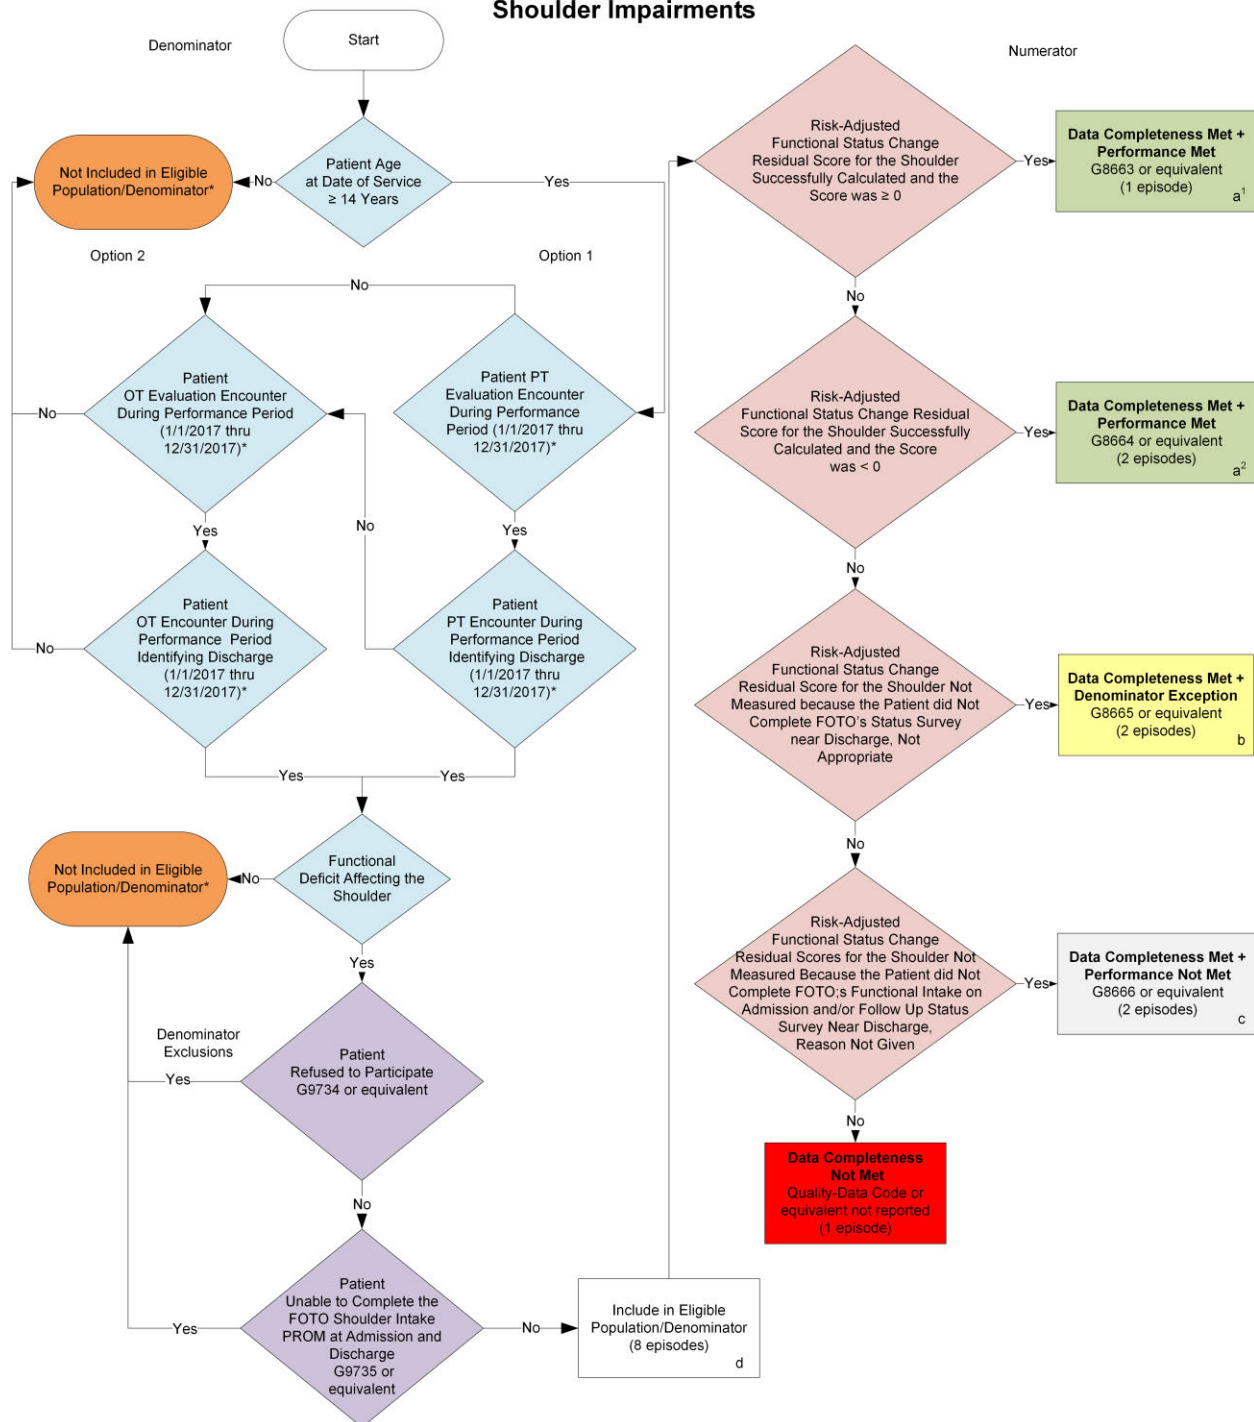 Shoulder Impairments
Denominator
Start
Patient Age
at Date of Service
≥ 14 Years
No
Yes
Not Included in Eligible
Population/Denominator*
Option 2
Option 1
No
Patient
OT Evaluation Encounter
During Performance Period
(1/1/2017 thru
12/31/2017)*
No
Yes
Patient PT
Evaluation Encounter
During Performance
Period (1/1/2017 thru
12/31/2017)*
No
Yes
Patient
OT Encounter During
Performance Period
Identifying Discharge
(1/1/2017 thru
12/31/2017)*
No
Yes
Patient
PT Encounter During
Performance Period
Identifying Discharge
(1/1/2017 thru
12/31/2017)*
Yes
Functional
Deficit Affecting the
Shoulder
No
Yes
Not Included in Eligible
Population/Denominator*
Denominator
Exclusions
Patient
Refused to Participate
G9734 or equivalent
Yes
No
Patient
Unable to Complete the
FOTO Shoulder Intake
PROM at Admission and
Discharge
G9735 or
equivalent
Yes
No
Include in Eligible
Population/Denominator
(8 episodes)
d
Numerator
Risk-Adjusted
Functional Status Change
Residual Score for the Shoulder
Successfully Calculated and the
Score was ≥ 0
Yes
Data Completeness Met +
Performance Met
G8663 or equivalent
(1 episode)
a¹
No
Risk-Adjusted
Functional Status Change Residual
Score for the Shoulder Successfully
Calculated and the Score
was < 0
Yes
Data Completeness Met +
Performance Met
G8664 or equivalent
(2 episodes)
a²
No
Risk-Adjusted
Functional Status Change
Residual Score for the Shoulder Not
Measured because the Patient did Not
Complete FOTO's Status Survey
near Discharge, Not
Appropriate
Yes
Data Completeness Met +
Denominator Exception
G8665 or equivalent
(2 episodes)
b
No
Risk-Adjusted
Functional Status Change
Residual Scores for the Shoulder Not
Measured Because the Patient did Not
Complete FOTO;s Functional Intake on
Admission and/or Follow Up Status
Survey Near Discharge,
Reason Not Given
Yes
Data Completeness Met +
Performance Not Met
G8666 or equivalent
(2 episodes)
c
No
Data Completeness
Not Met
Quality-Data Code or
equivalent not reported
(1 episode)